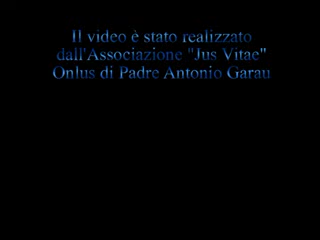 Il video è stato realizzato
dall'Associazione "Jus Vitae"
Onlus di Padre Antonio Garau